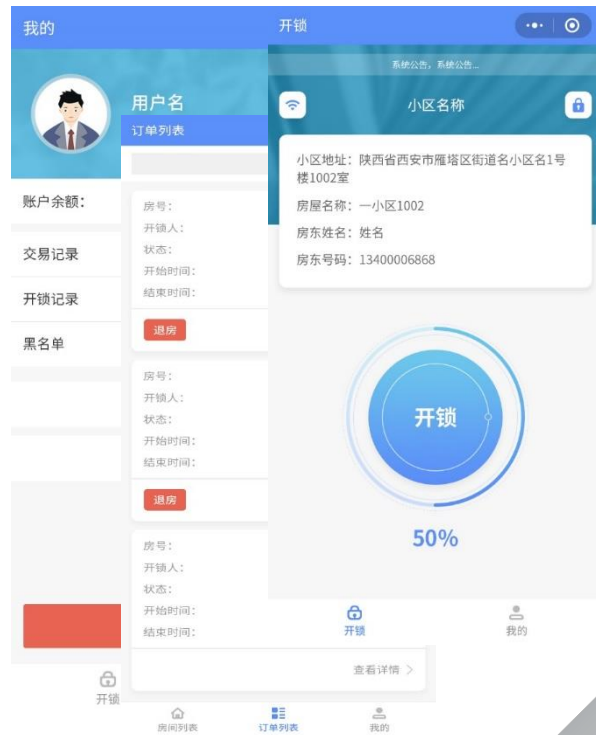 我的
用户名
账户余额：
交易记录
开锁记录
黑名单
开锁
订单列表
房号：
开锁人：
状态：
开始时间：
结束时间：
退房
房号：
开锁人：
状态：
开始时间：
结束时间：
退房
房号：
开锁人：
状态：
开始时间：
结束时间：
查看详情 >
房间列表
订单列表
我的
开锁
系统公告，系统公告...
小区名称
小区地址：陕西省西安市雁塔区街道名小区名1号
楼1002室
房屋名称：一小区1002
房东姓名：姓名
房东号码：13400006868
开锁
50%
开锁
我的